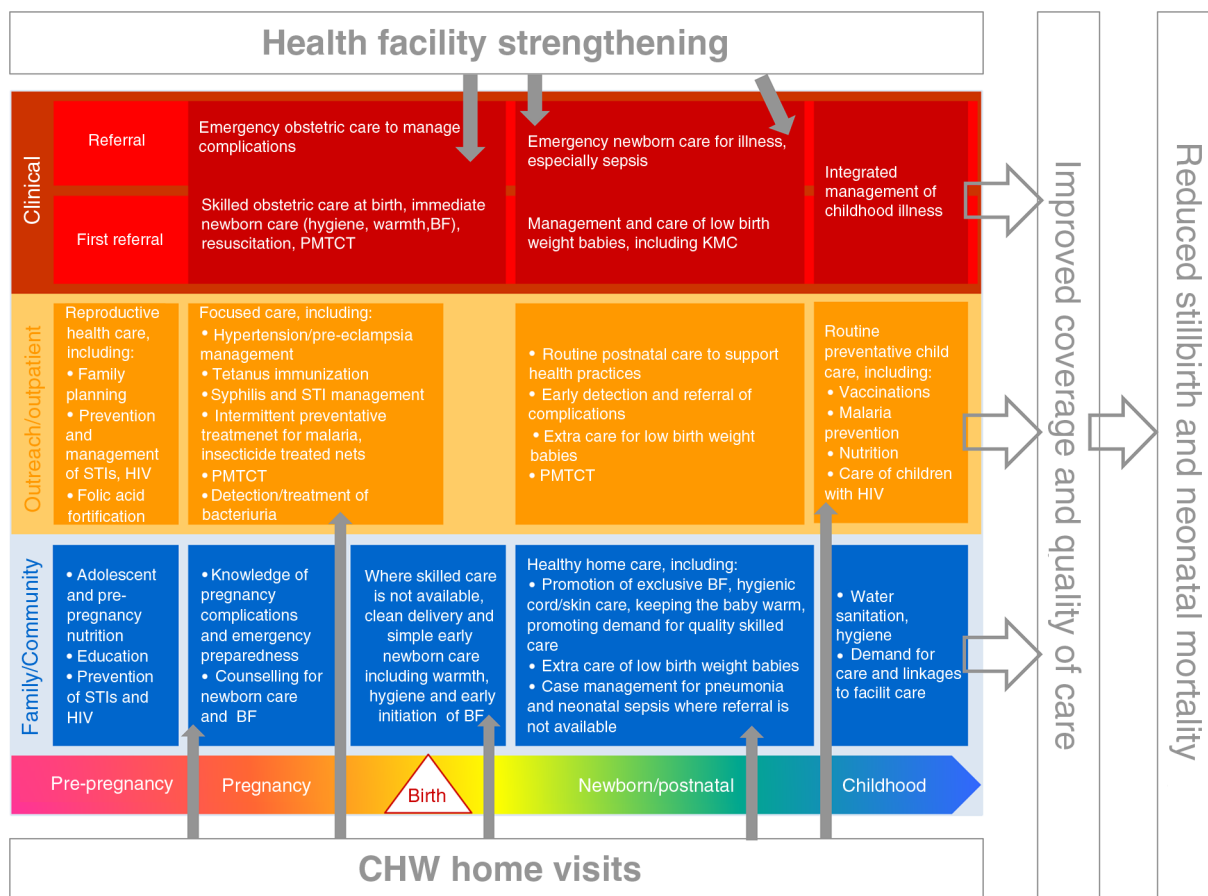 Health facility strengthening
Clinical
Referral
First referral
Emergency obstetric care to manage
complications
Skilled obstetric care at birth, immediate
newborn care (hygiene, warmth,BF),
resuscitation, PMTCT
Emergency newborn care for illness,
especially sepsis
Management and care of low birth
weight babies, including KMC
Integrated
management of
childhood illness
Outreach/outpatient
Reproductive
health care,
including:
• Family
planning
• Prevention
and
management
of STIs, HIV
• Folic acid
fortification
Focused care, including:
• Hypertension/pre-eclampsia
management
• Tetanus immunization
• Syphilis and STI management
• Intermittent preventative
treatmenet for malaria,
insecticide treated nets
• PMTCT
• Detection/treatment of
bacteriuria
• Routine postnatal care to support
health practices
• Early detection and referral of
complications
• Extra care for low birth weight
babies
• PMTCT
Routine
preventative child
care, including:
• Vaccinations
• Malaria
prevention
• Nutrition
• Care of children
with HIV
Family/Community
• Adolescent
and pre-
pregnancy
nutrition
• Education
• Prevention
of STIs and
HIV
• Knowledge of
pregnancy
complications
and emergency
preparedness
• Counselling for
newborn care
and BF
Where skilled care
is not available,
clean delivery and
simple early
newborn care
including warmth,
hygiene and early
initiation of BF
Healthy home care, including:
• Promotion of exclusive BF, hygienic
cord/skin care, keeping the baby warm,
promoting demand for quality skilled
care
• Extra care of low birth weight babies
• Case management for pneumonia
and neonatal sepsis where referral is
not available
• Water
sanitation,
hygiene
• Demand for
care and linkages
to facilit care
Pre-pregnancy
Pregnancy
Birth
Newborn/postnatal
Childhood
CHW home visits
Improved coverage and quality of care
Reduced stillbirth and neonatal mortality